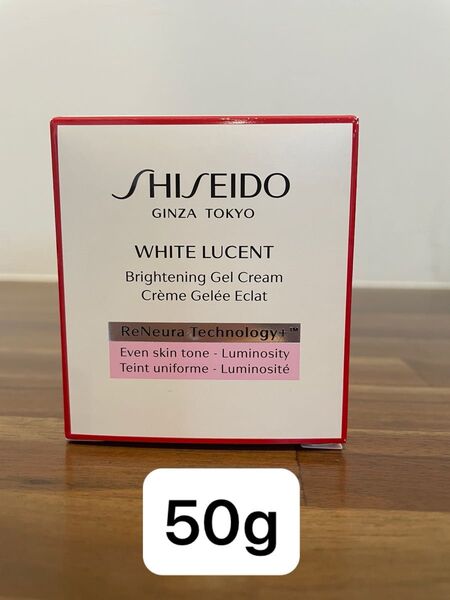 SHISEIDO
GINZA TOKYO
WHITE LUCENT
Brightening Gel Cream
Crème Gelée Eclat
ReNeura Technology+™
Even skin tone - Luminosity
Teint uniforme - Luminosité
50g